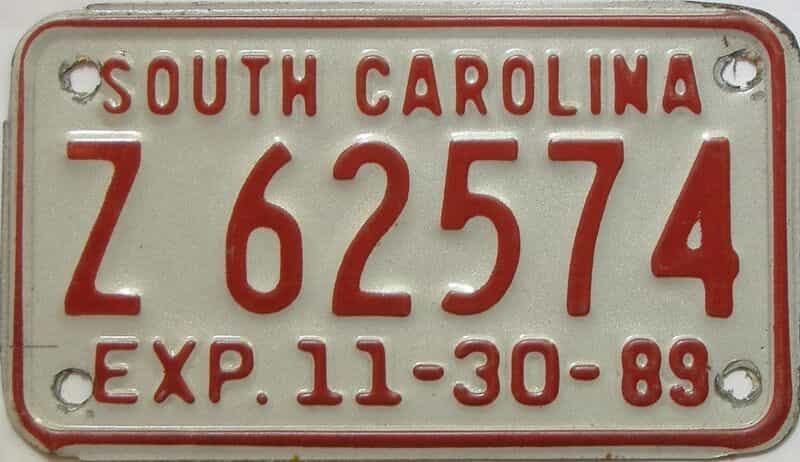 SOUTH CAROLINA
Z 62574
EXP. 11-30-89